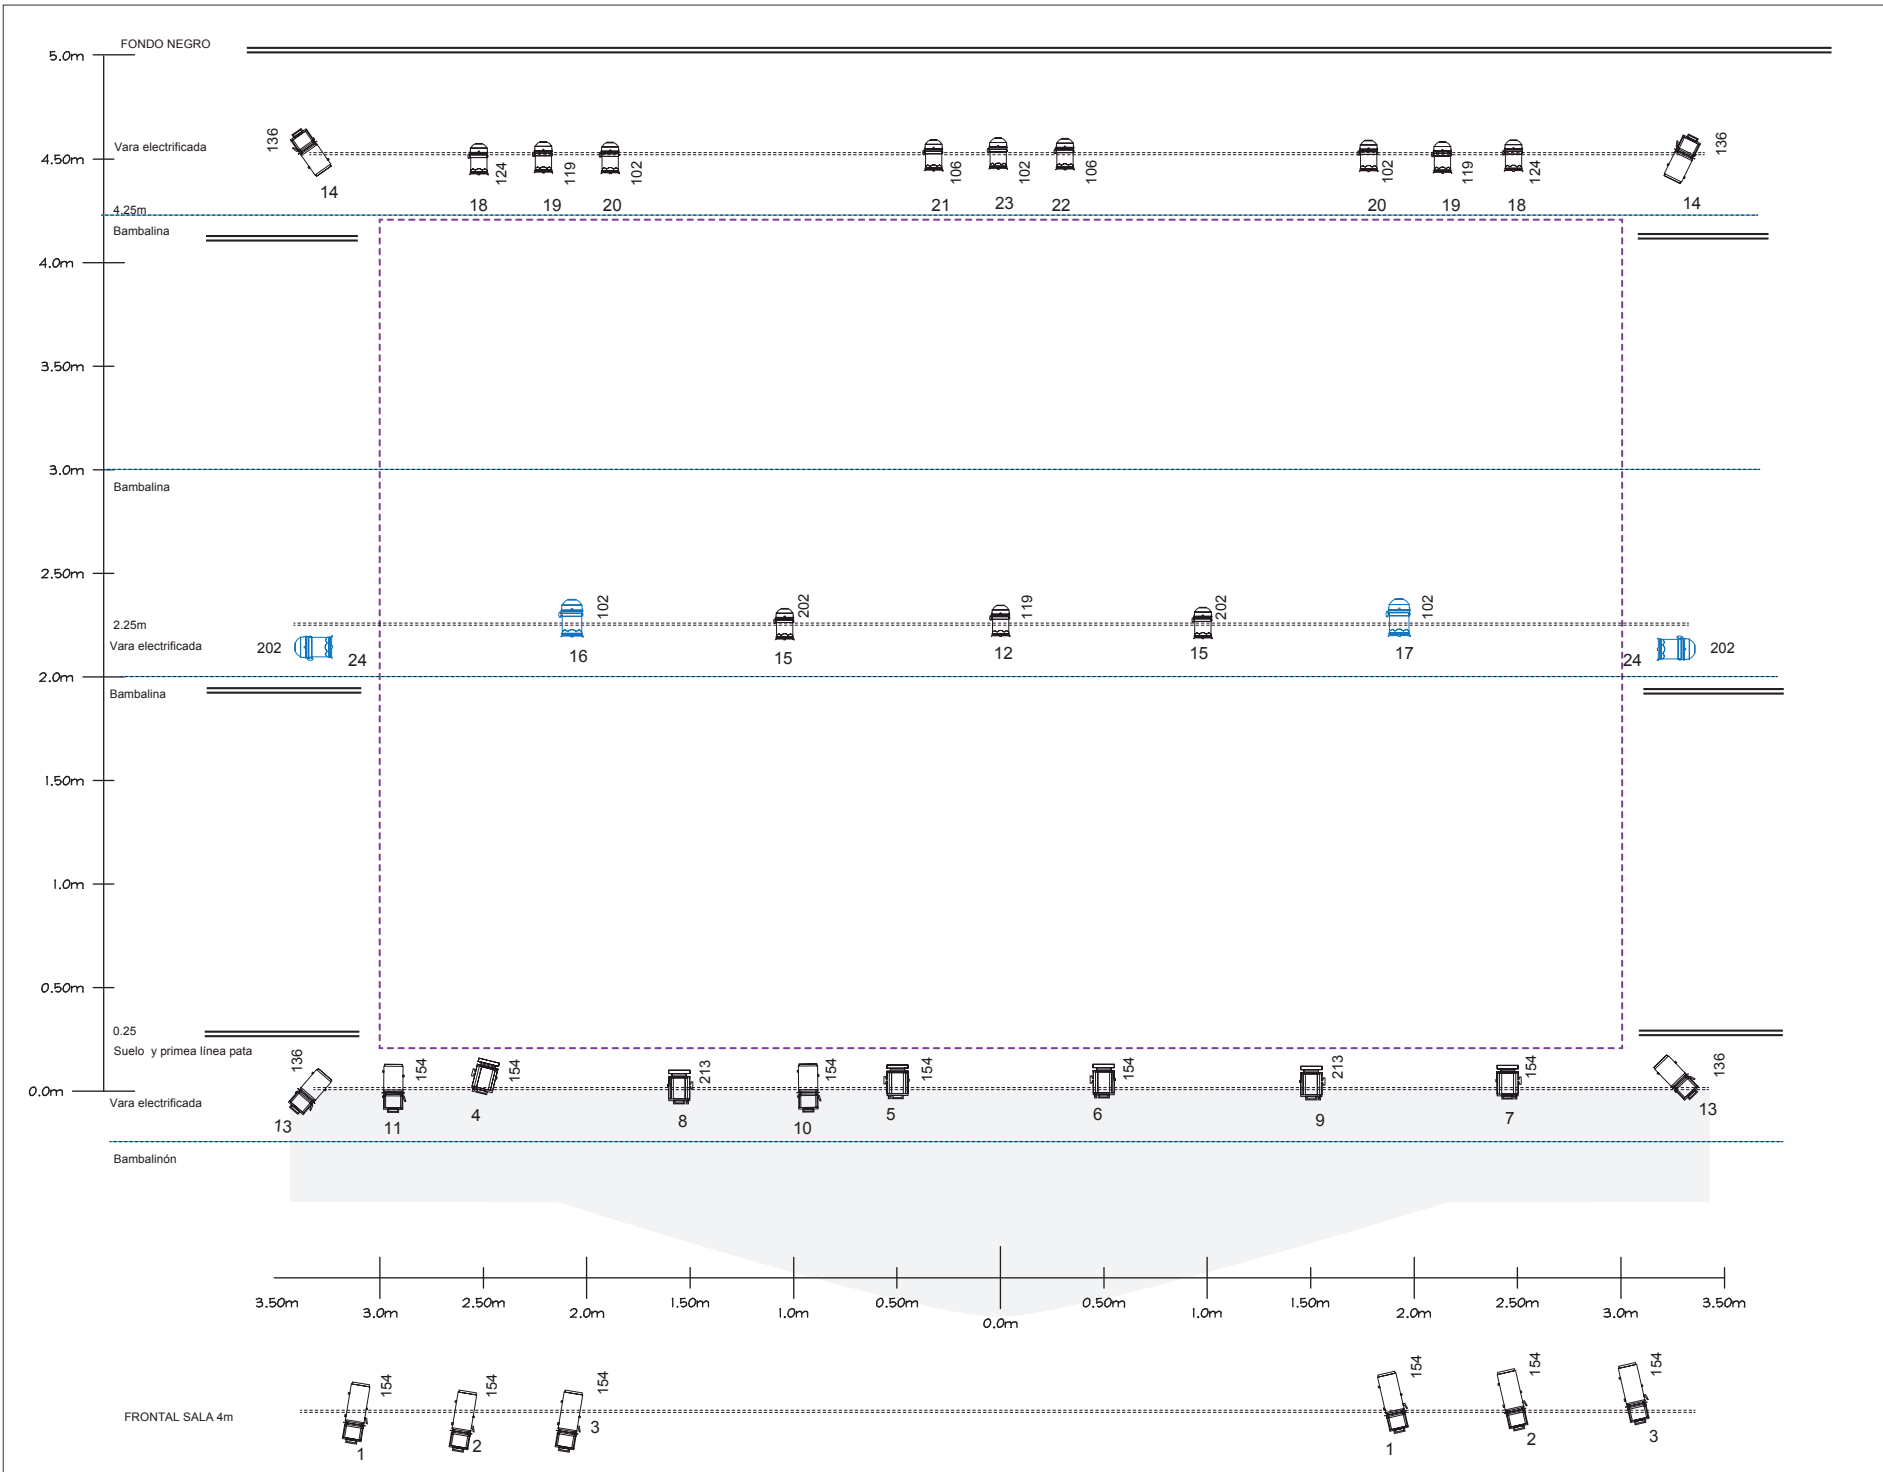 FONDO NEGRO
5.0m
Vara electrificada
4.50m
136
124
119
102
106
102
106
102
119
124
136
14
18
19
20
21
23
22
20
19
18
14
4.25m
Bambalina
4.0m
3.50m
3.0m
Bambalina
2.50m
102
202
119
202
102
2.25m
Vara electrificada
202
24
16
15
12
15
17
24
202
2.0m
Bambalina
1.50m
1.0m
0.50m
0.25
Suelo y primea línea pata
136
154
154
213
154
154
154
213
154
136
0.0m
Vara electrificada
13
11
4
8
10
5
6
9
7
13
Bambalinón
3.50m
3.0m
2.50m
2.0m
1.50m
1.0m
0.50m
0.0m
0.50m
1.0m
1.50m
2.0m
2.50m
3.0m
3.50m
154
154
154
154
154
154
FRONTAL SALA 4m
1
2
3
1
2
3